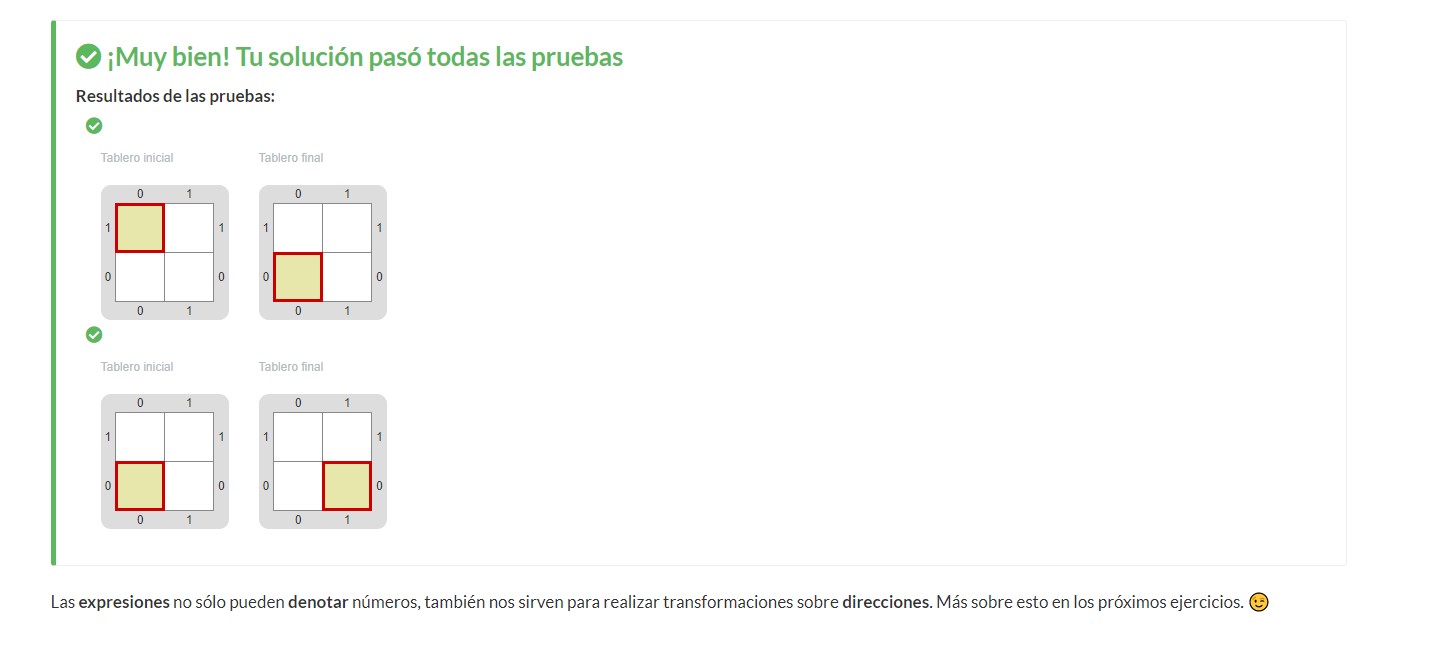 ¡Muy bien! Tu solución pasó todas las pruebas
Resultados de las pruebas:
Tablero inicial Tablero final
0 1 0 1
1 1 1 1
0 0 0 0
0 1 0 1
Tablero inicial Tablero final
0 1 0 1
1 1 1 1
0 0 0 0
0 1 0 1
Las expresiones no sólo pueden denotar números, también nos sirven para realizar transformaciones sobre direcciones. Más sobre esto en los próximos ejercicios. 😉